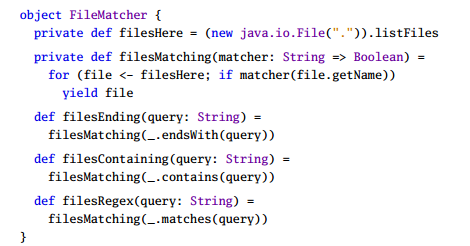 object FileMatcher {
  private def filesHere = (new java.io.File(".")).listFiles
  private def filesMatching(matcher: String => Boolean) =
    for (file <- filesHere; if matcher(file.getName))
      yield file
  def filesEnding(query: String) =
    filesMatching(_.endsWith(query))
  def filesContaining(query: String) =
    filesMatching(_.contains(query))
  def filesRegex(query: String) =
    filesMatching(_.matches(query))
}